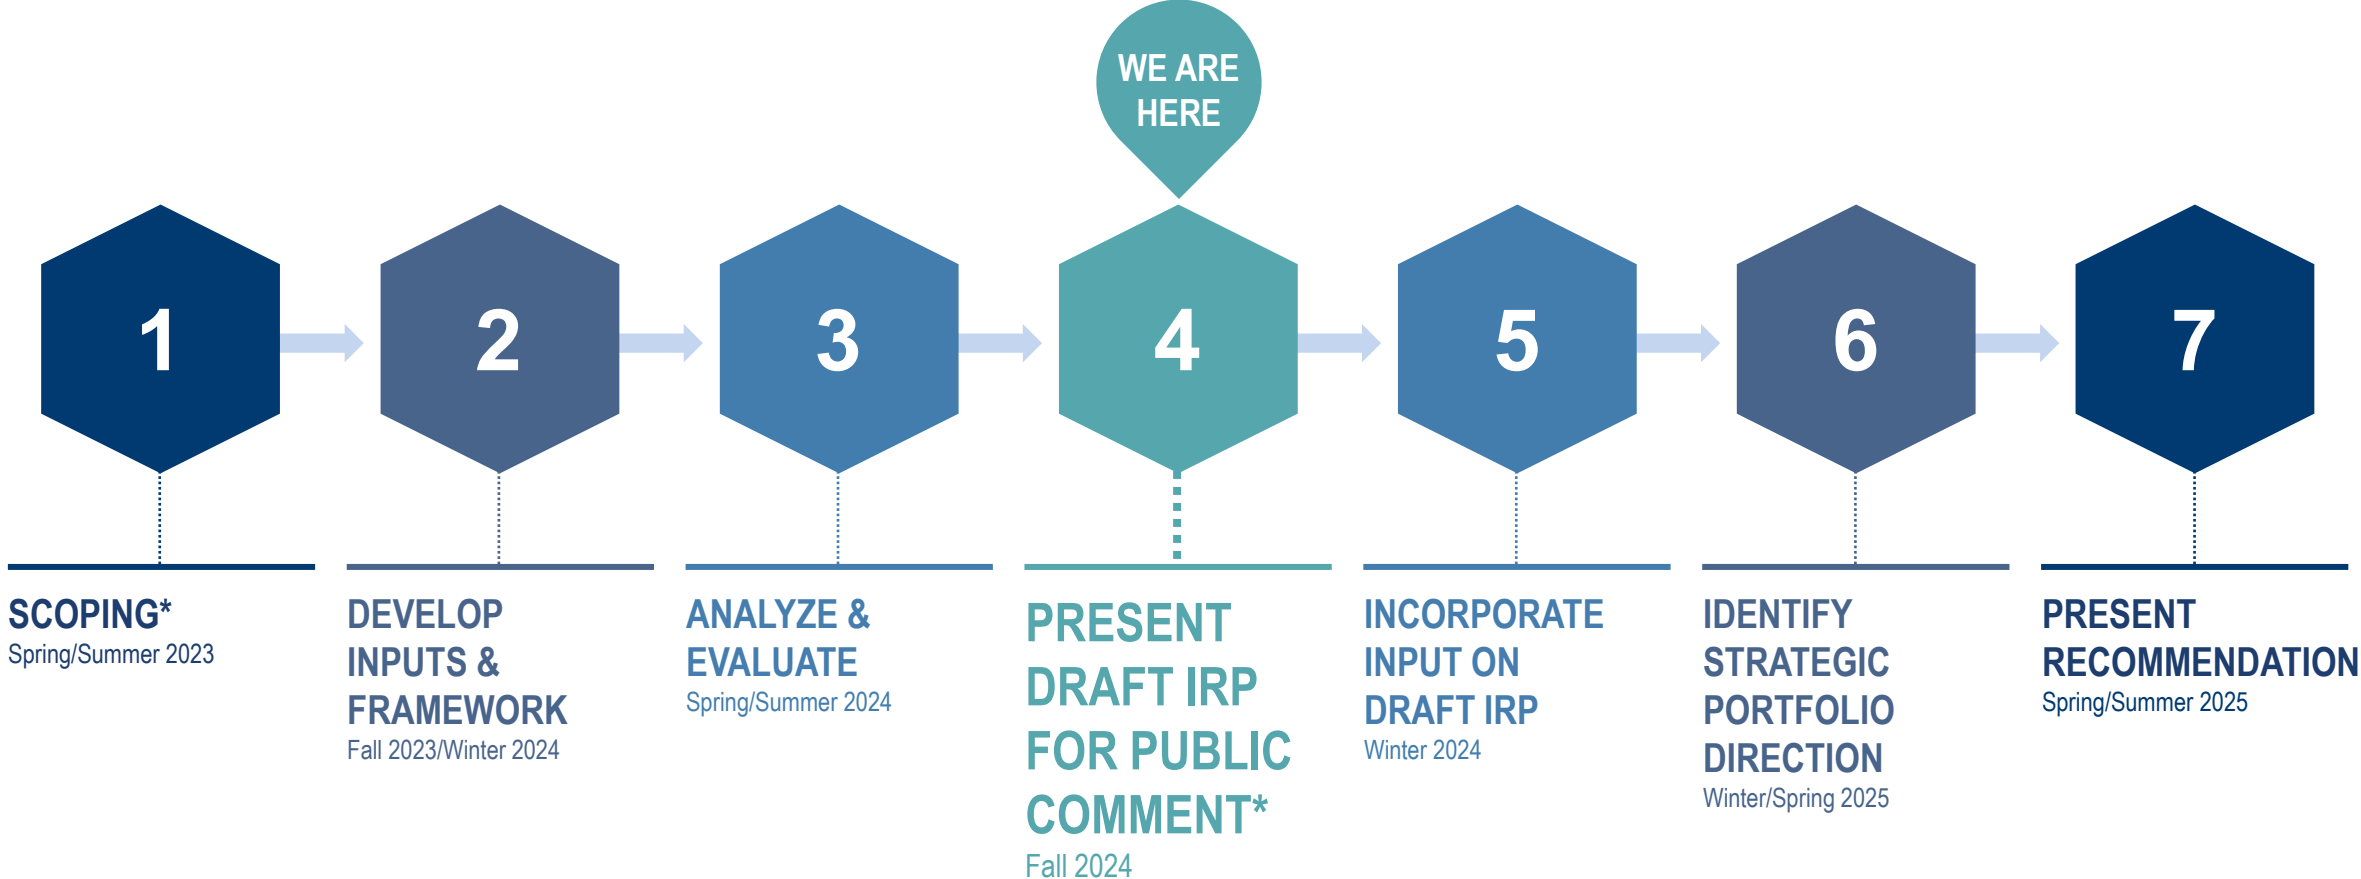 WE ARE
HERE
1
2
3
4
5
6
7
SCOPING*
Spring/Summer 2023
DEVELOP
INPUTS &
FRAMEWORK
Fall 2023/Winter 2024
ANALYZE &
EVALUATE
Spring/Summer 2024
PRESENT
DRAFT IRP
FOR PUBLIC
COMMENT*
Fall 2024
INCORPORATE
INPUT ON
DRAFT IRP
Winter 2024
IDENTIFY
STRATEGIC
PORTFOLIO
DIRECTION
Winter/Spring 2025
PRESENT
RECOMMENDATION
Spring/Summer 2025